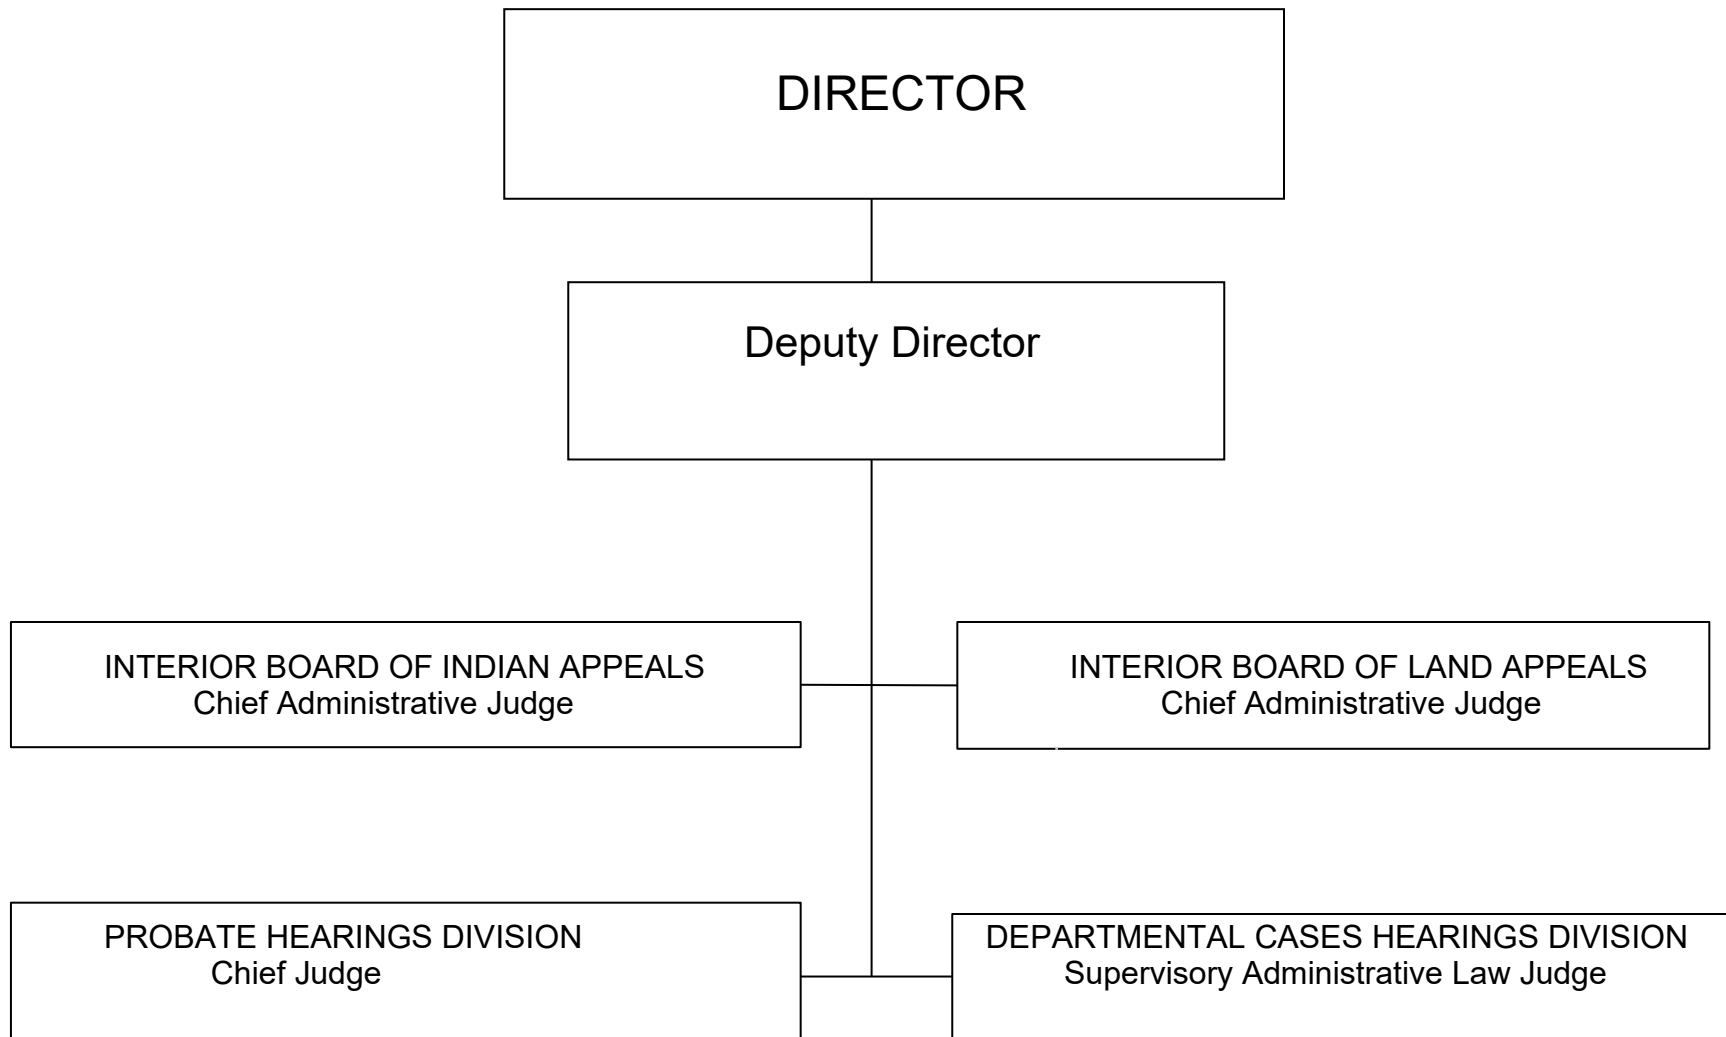 DIRECTOR
Deputy Director
INTERIOR BOARD OF INDIAN APPEALS
Chief Administrative Judge
INTERIOR BOARD OF LAND APPEALS
Chief Administrative Judge
PROBATE HEARINGS DIVISION
Chief Judge
DEPARTMENTAL CASES HEARINGS DIVISION
Supervisory Administrative Law Judge